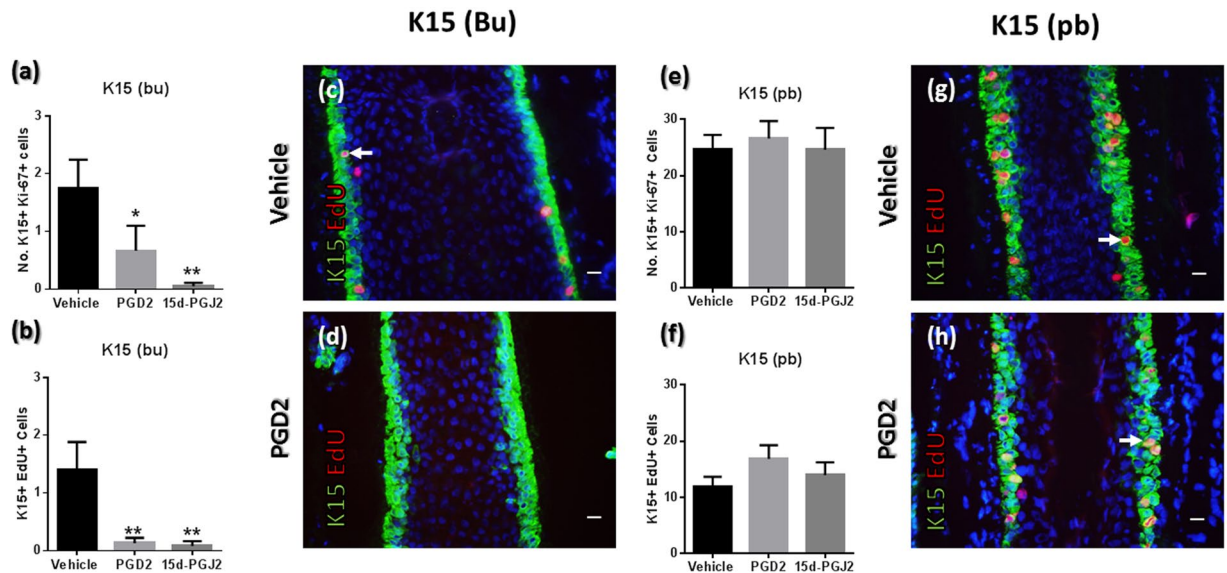 K15 (Bu)
K15 (pb)
(a)
K15 (bu)
No. K15+ Ki-67+ Cells
3
2
1
0
Vehicle
PGD2
15d-PGJ2
*
**
(b)
K15 (bu)
K15+ EdU+ Cells
3
2
1
0
Vehicle
PGD2
15d-PGJ2
**
**
Vehicle
(c)
K15 EdU
PGD2
(d)
K15 EdU
(e)
K15 (pb)
No. K15+ Ki-67+ Cells
30
20
10
0
Vehicle
PGD2
15d-PGJ2
(f)
K15 (pb)
K15+ EdU+ Cells
30
20
10
0
Vehicle
PGD2
15d-PGJ2
Vehicle
(g)
K15 EdU
PGD2
(h)
K15 EdU